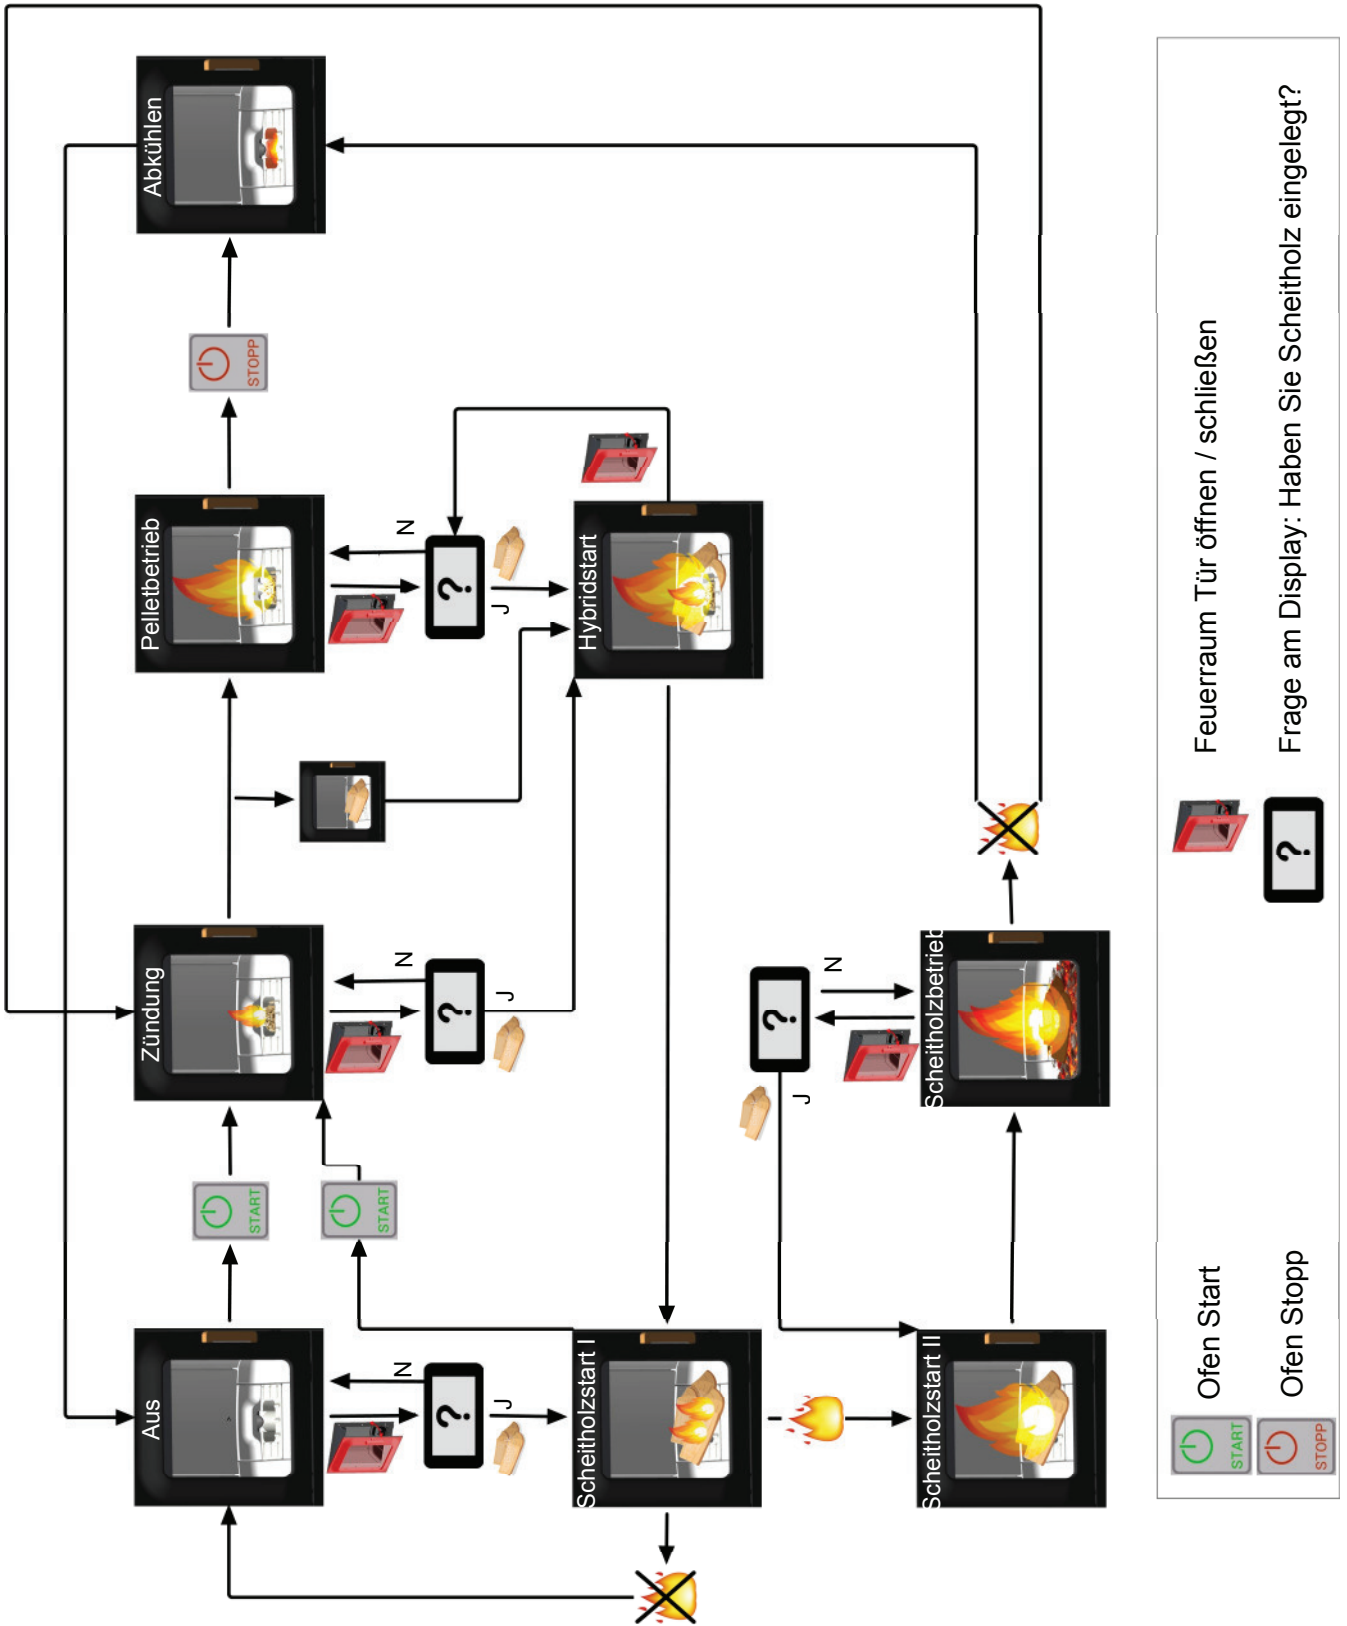 Aus
START
Zündung
Pelletbetrieb
STOPP
Abkühlen
N
?
J
START
N
?
J
N
?
J
Scheitholzstart I
Hybridstart
?
N
J
Scheitholzstart II
Scheitholzbetrieb
START
Ofen Start
Feuerraum Tür öffnen / schließen
STOPP
Ofen Stopp
?
Frage am Display: Haben Sie Scheitholz eingelegt?